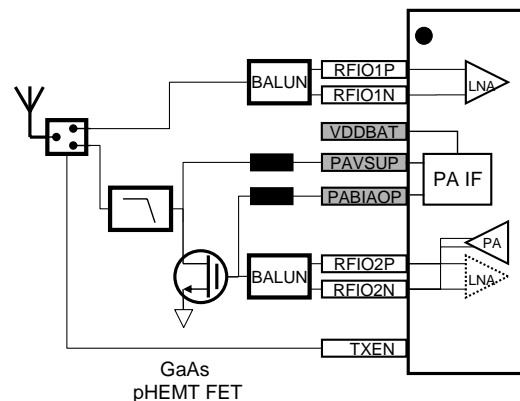 BALUN
RFIO1P
RFIO1N
LNA
VDDBAT
PAVSUP
PABIAOP
PA IF
PA
BALUN
RFIO2P
RFIO2N
LNA
TXEN
GaAs
pHEMT FET